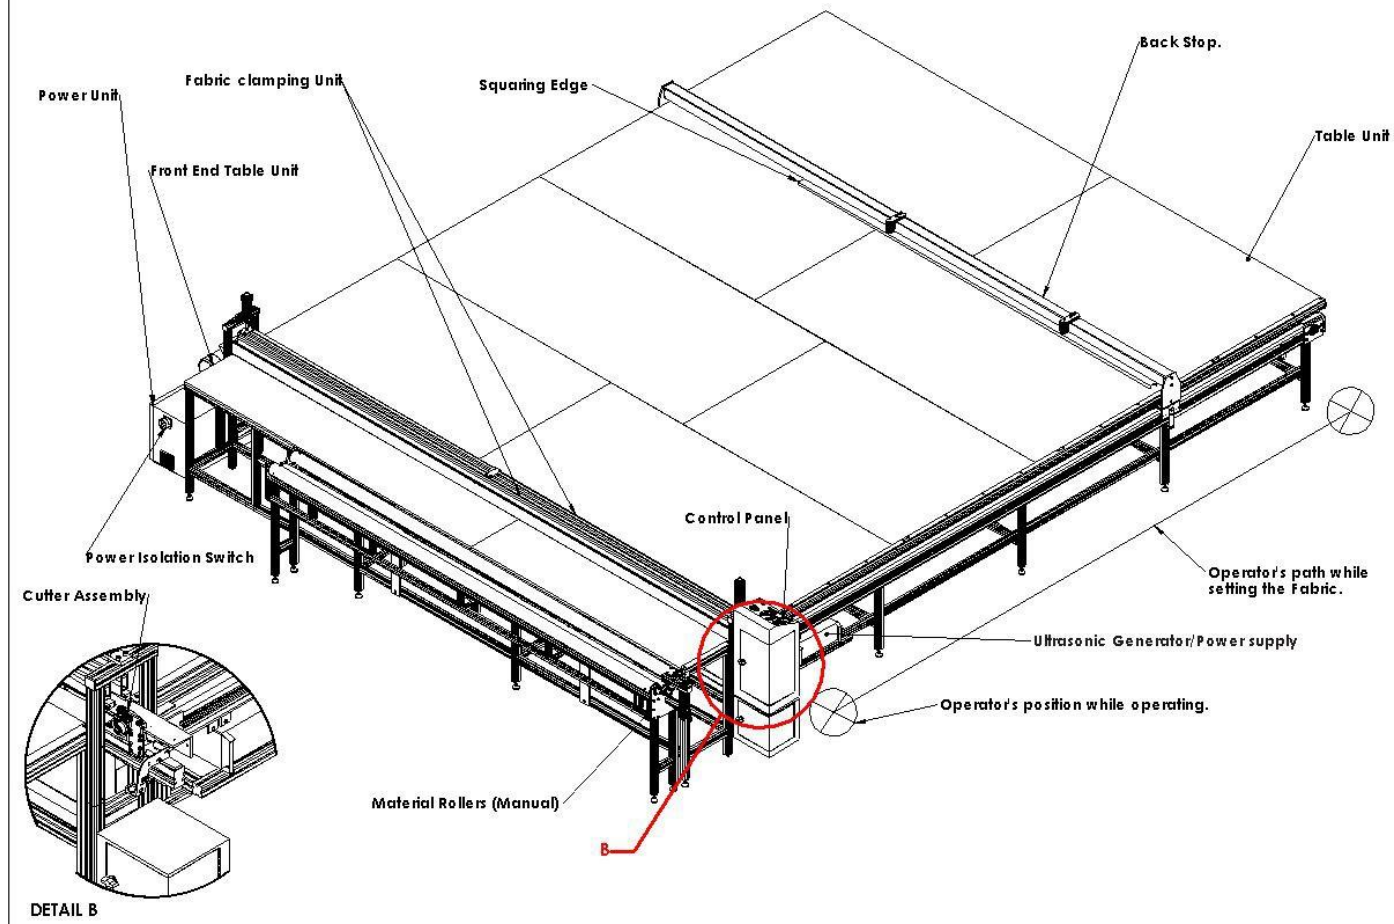 Back Stop.
Fabric clamping Unit
Squaring Edge
Power Unit
Table Unit
Front End Table Unit
Control Panel
Power Isolation Switch
Operator's path while
setting the Fabric.
Cutter Assembly
Ultrasonic Generator/Power supply
Operator's position while operating.
Material Rollers (Manual)
B
DETAIL B